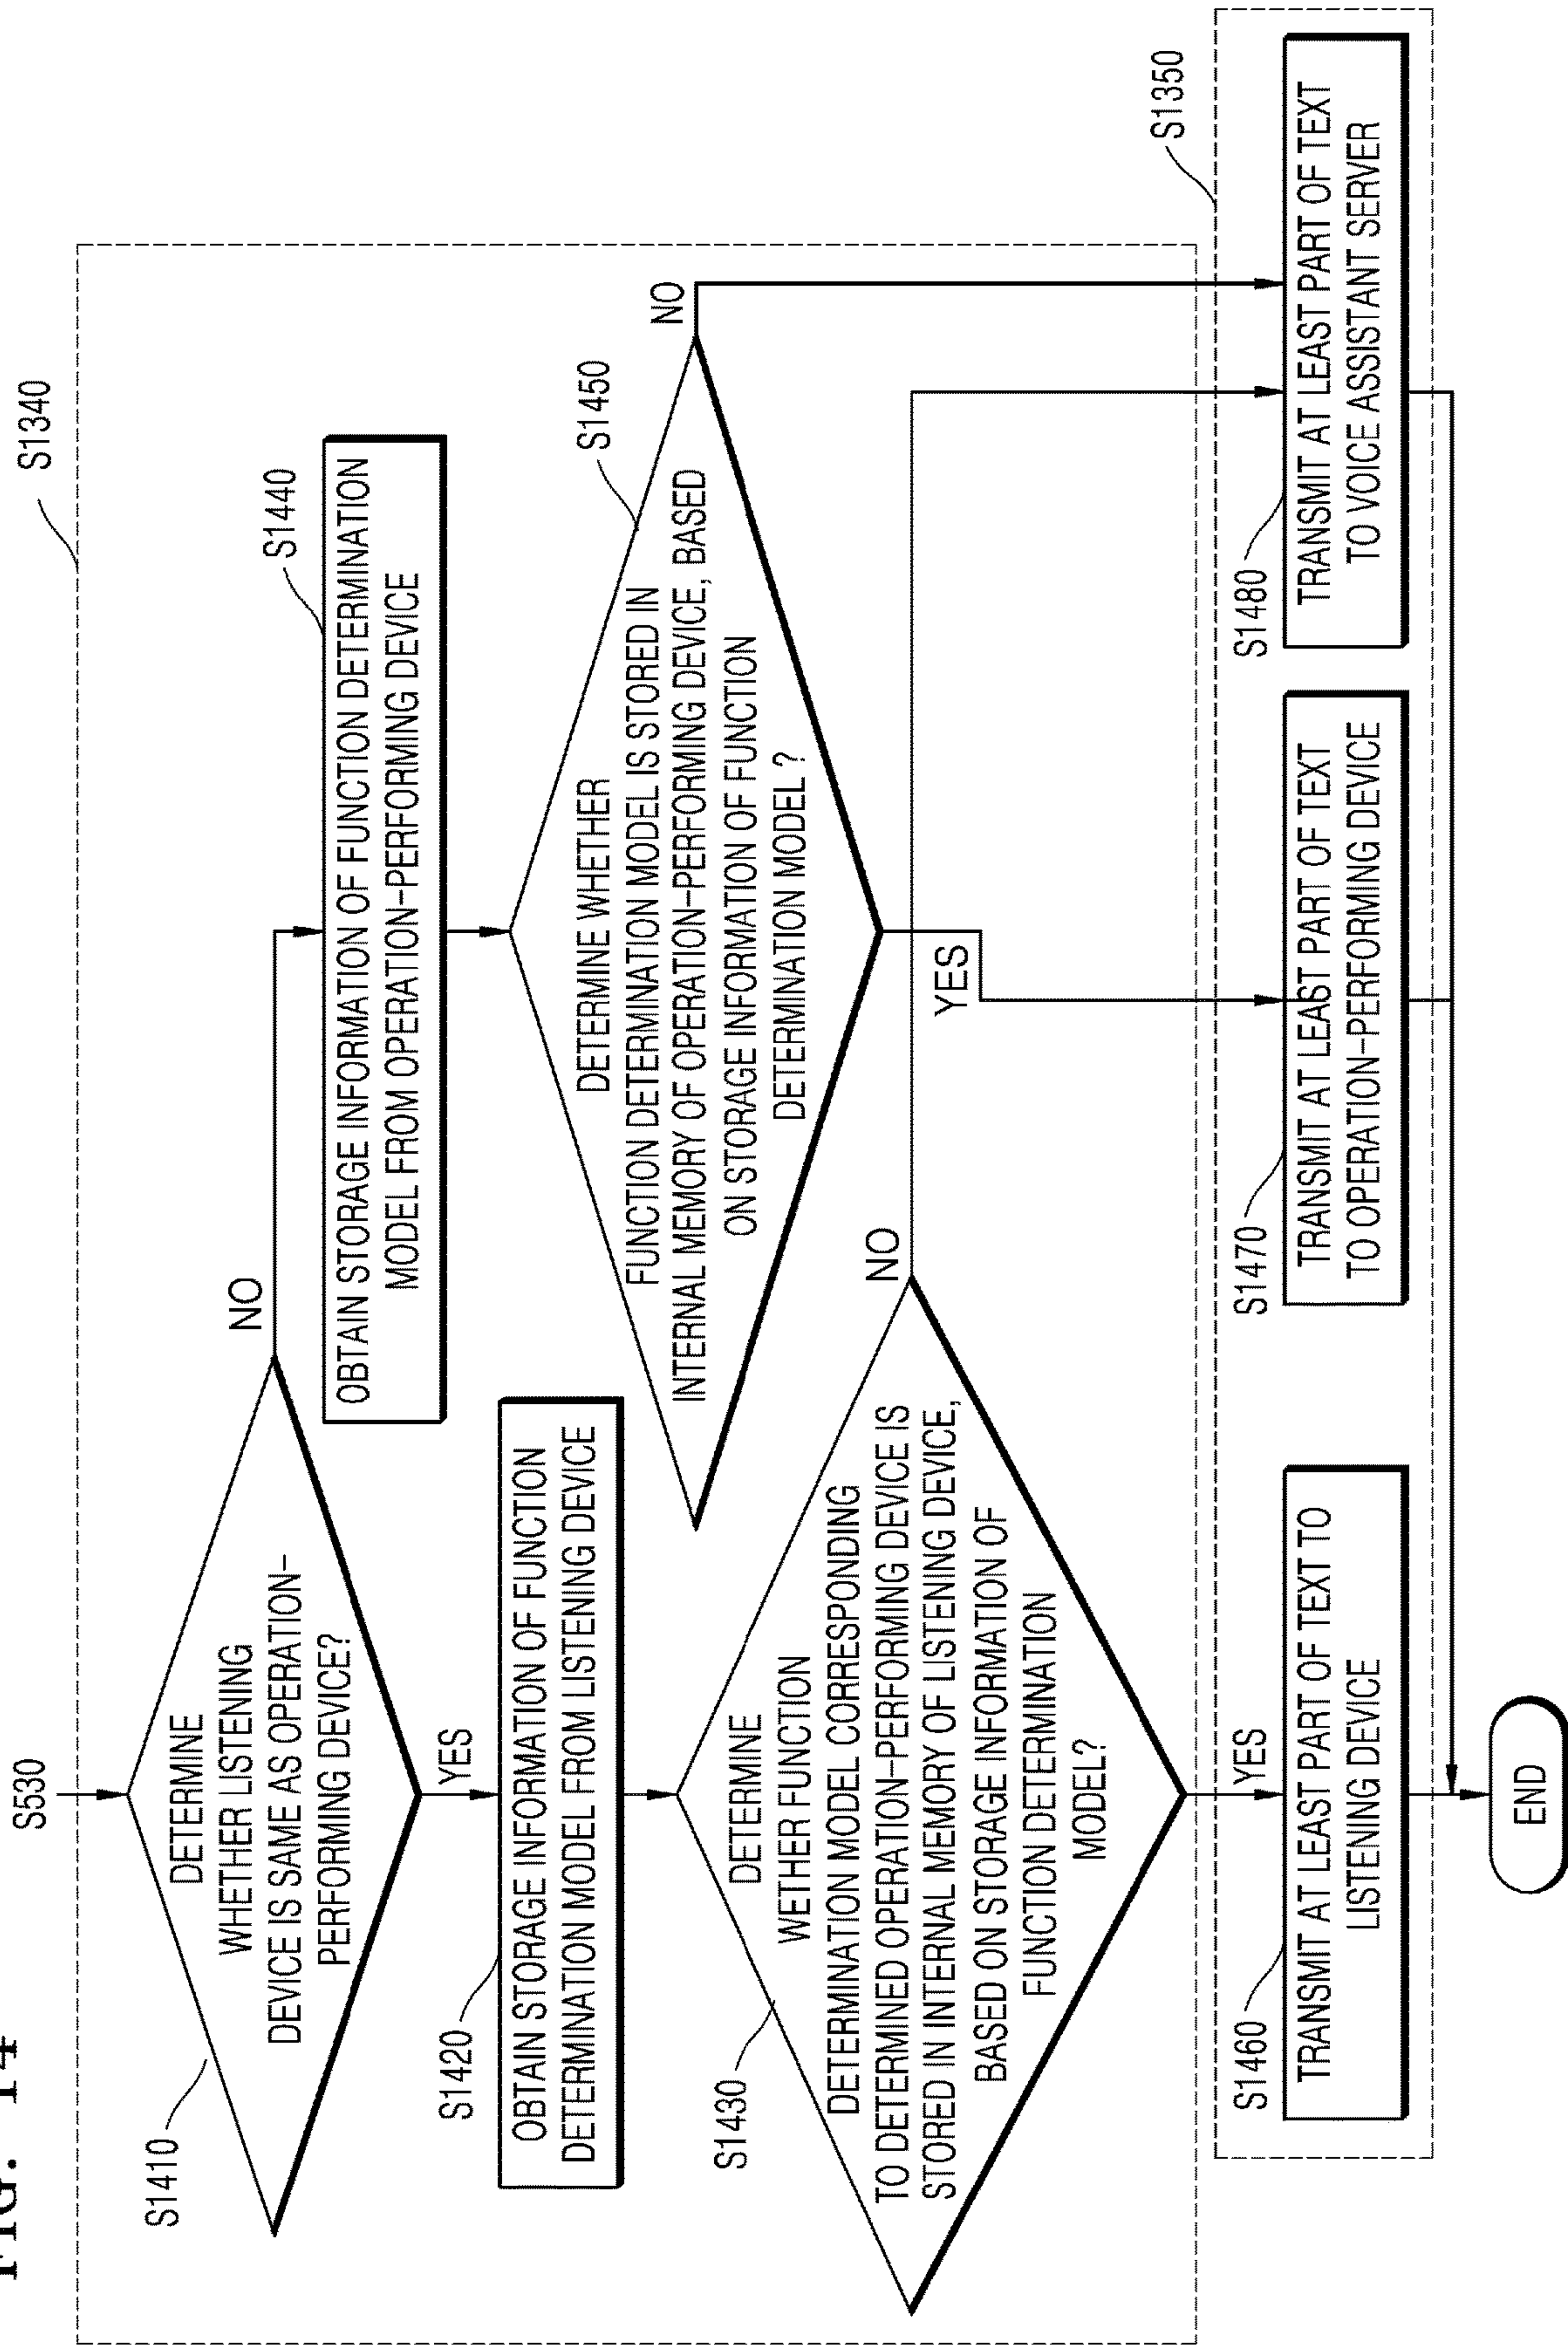 FIG. 14
S530
S1340
S1410
DETERMINE
WHETHER LISTENING
DEVICE IS SAME AS OPERATION-
PERFORMING DEVICE?
NO
YES
S1420
OBTAIN STORAGE INFORMATION OF FUNCTION
DETERMINATION MODEL FROM LISTENING DEVICE
S1440
OBTAIN STORAGE INFORMATION OF FUNCTION DETERMINATION
MODEL FROM OPERATION-PERFORMING DEVICE
S1430
DETERMINE
WETHER FUNCTION
DETERMINATION MODEL CORRESPONDING
TO DETERMINED OPERATION-PERFORMING DEVICE IS
STORED IN INTERNAL MEMORY OF LISTENING DEVICE,
BASED ON STORAGE INFORMATION OF
FUNCTION DETERMINATION
MODEL?
NO
YES
S1450
DETERMINE WHETHER
FUNCTION DETERMINATION MODEL IS STORED IN
INTERNAL MEMORY OF OPERATION-PERFORMING DEVICE, BASED
ON STORAGE INFORMATION OF FUNCTION
DETERMINATION MODEL ?
NO
YES
S1350
S1460
TRANSMIT AT LEAST PART OF TEXT TO
LISTENING DEVICE
S1470
TRANSMIT AT LEAST PART OF TEXT
TO OPERATION-PERFORMING DEVICE
S1480
TRANSMIT AT LEAST PART OF TEXT
TO VOICE ASSISTANT SERVER
END